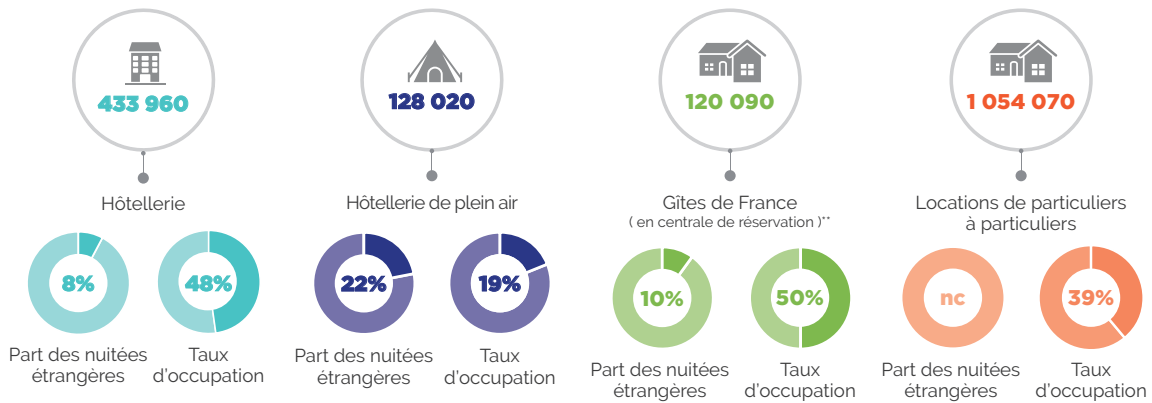 433 960
Hôtellerie
8%
48%
Part des nuitées
étrangères
Taux
d'occupation
128 020
Hôtellerie de plein air
22%
19%
Part des nuitées
étrangères
Taux
d'occupation
120 090
Gîtes de France
( en centrale de réservation )**
10%
50%
Part des nuitées
étrangères
Taux
d'occupation
1 054 070
Locations de particuliers
à particuliers
nc
39%
Part des nuitées
étrangères
Taux
d'occupation